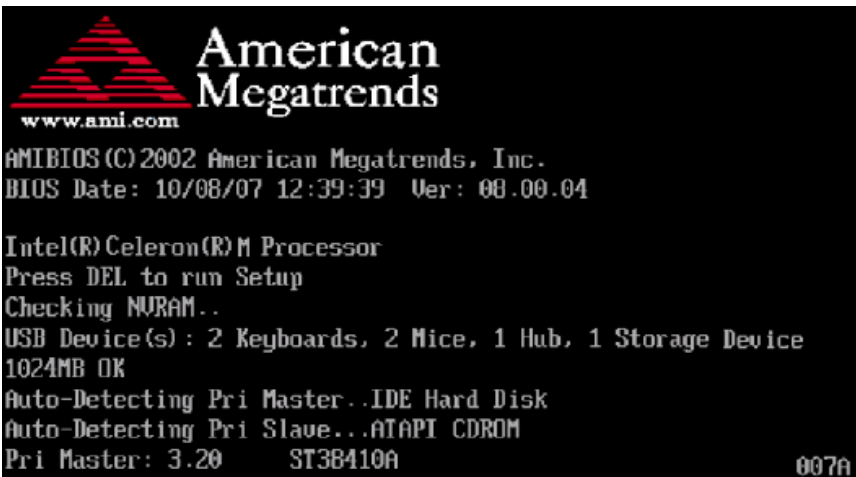 American
Megatrends
www.ami.com
AMIBIOS(C)2002 American Megatrends, Inc.
BIOS Date: 10/08/07 12:39:39 Ver: 08.00.04
Intel(R)Celeron(R)M Processor
Press DEL to run Setup
Checking NVRAM..
USB Device(s): 2 Keyboards, 2 Mice, 1 Hub, 1 Storage Device
1024MB OK
Auto-Detecting Pri Master..IDE Hard Disk
Auto-Detecting Pri Slave...ATAPI CDROM
Pri Master: 3.20 ST38410A
007A